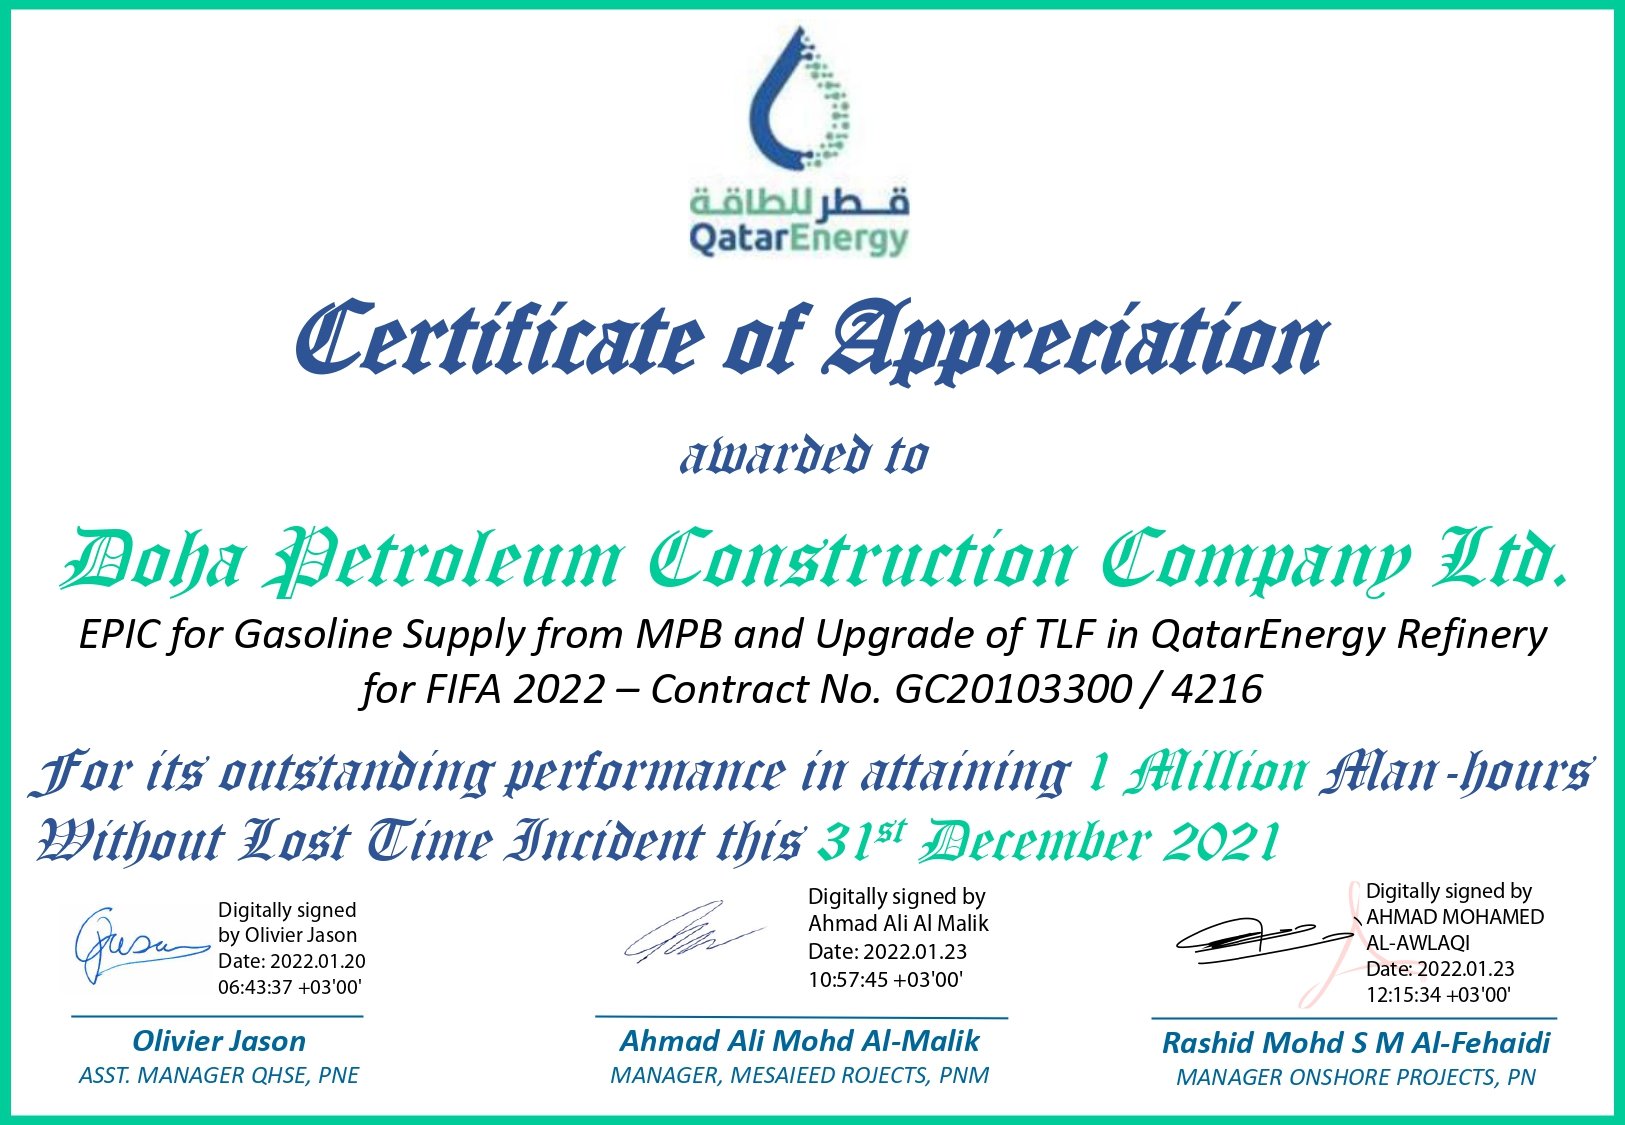 قطر للطاقة
QatarEnergy
Certificate of Appreciation
awarded to
Doha Petroleum Construction Company Ltd.
EPIC for Gasoline Supply from MPB and Upgrade of TLF in QatarEnergy Refinery
for FIFA 2022 – Contract No. GC20103300 / 4216
For its outstanding performance in attaining 1 Million Man-hours
Without Lost Time Incident this 31st December 2021
Digitally signed
by Olivier Jason
Date: 2022.01.20
06:43:37 +03'00'
Olivier Jason
ASST. MANAGER QHSE, PNE
Digitally signed by
Ahmad Ali Al Malik
Date: 2022.01.23
10:57:45 +03'00'
Ahmad Ali Mohd Al-Malik
MANAGER, MESAIEED ROJECTS, PNM
Digitally signed by
AHMAD MOHAMED
AL-AWLAQI
Date: 2022.01.23
12:15:34 +03'00'
Rashid Mohd S M Al-Fehaidi
MANAGER ONSHORE PROJECTS, PN